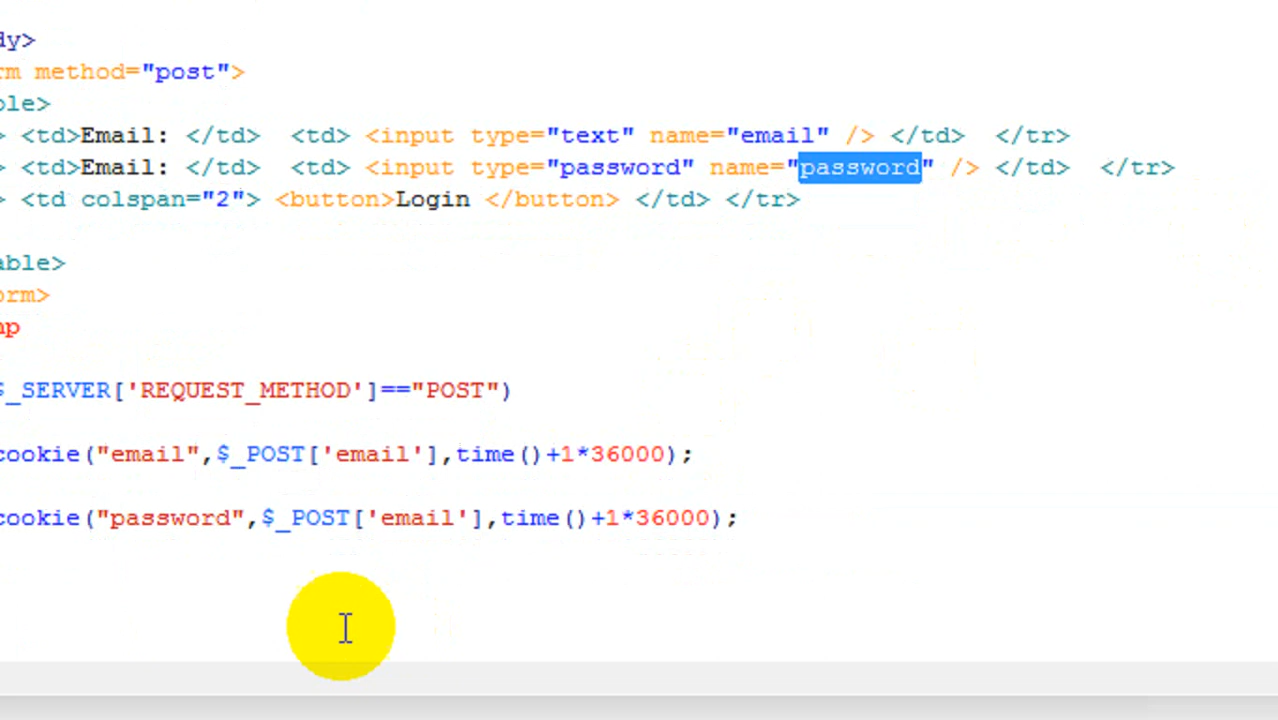 dy>
rm method="post">
ble>
> <td>Email: </td>  <td> <input type="text" name="email" /> </td>  </tr>
> <td>Email: </td>  <td> <input type="password" name="password" /> </td>  </tr>
> <td colspan="2"> <button>Login </button> </td> </tr>
able>
orm>
hp
$_SERVER['REQUEST_METHOD']=="POST")
cookie("email",$_POST['email'],time()+1*36000);
cookie("password",$_POST['email'],time()+1*36000);